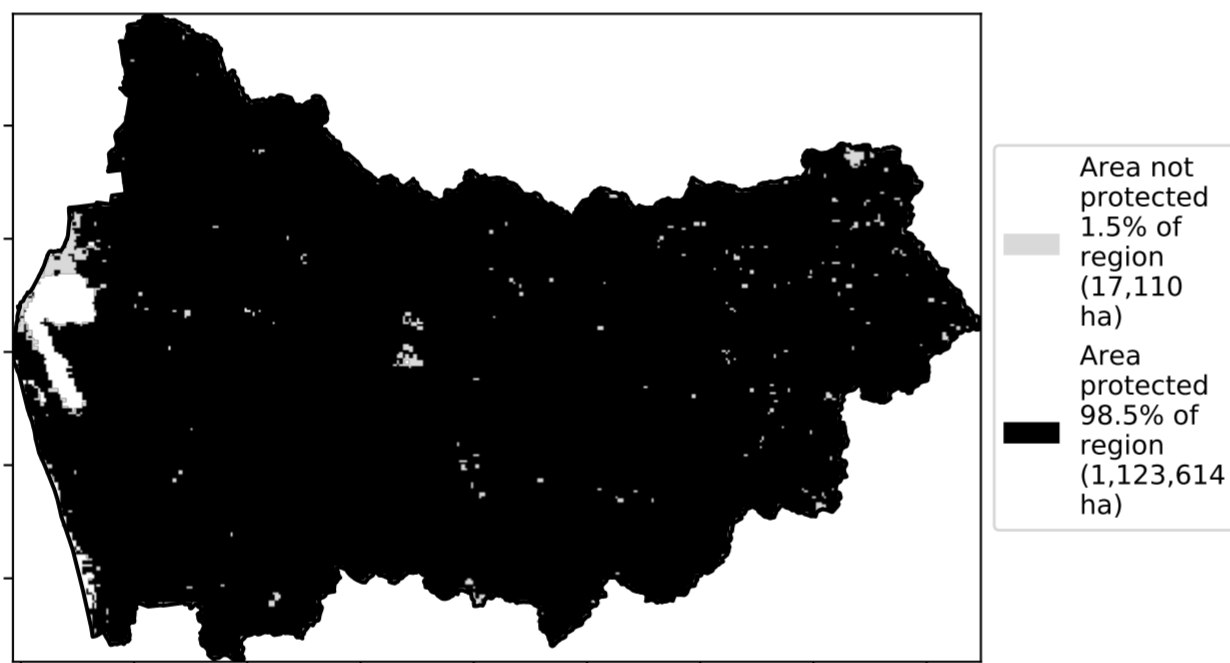 Area not
protected
1.5% of
region
(17,110
ha)
Area
protected
98.5% of
region
(1,123,614
ha)